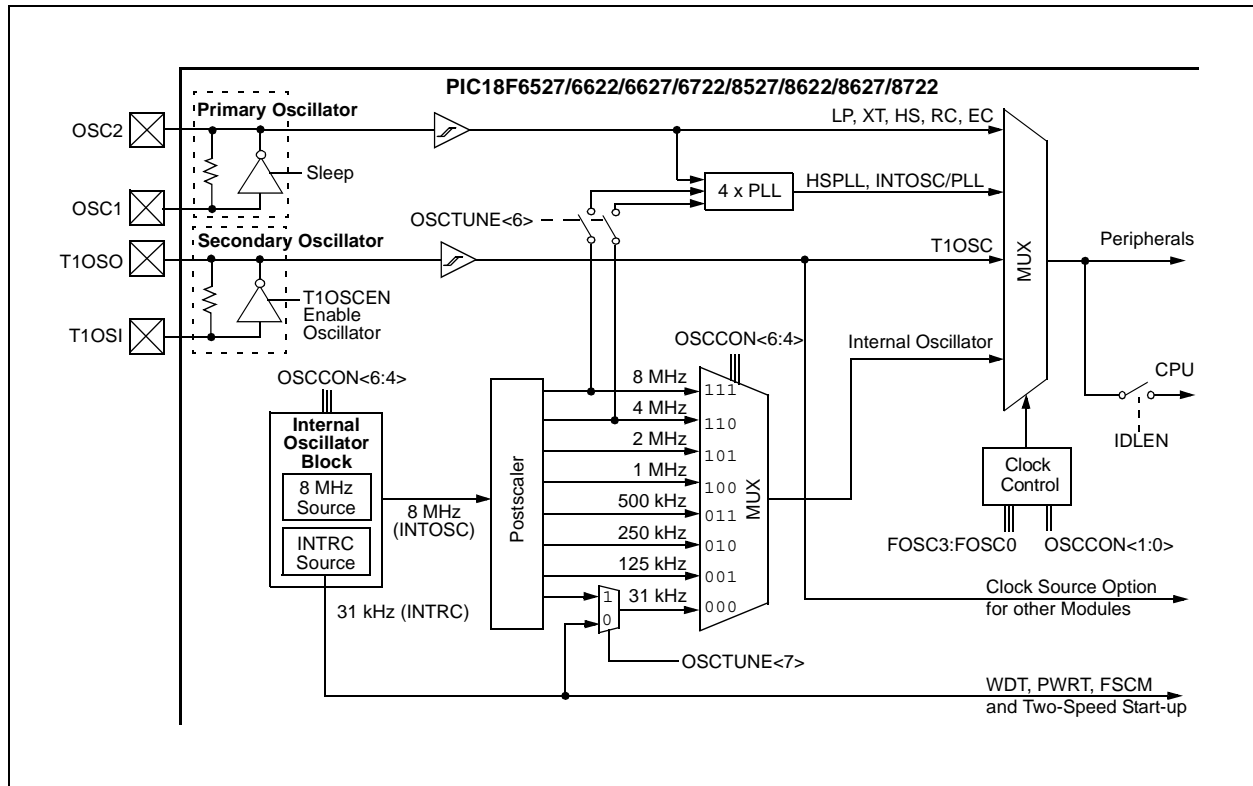 PIC18F6527/6622/6627/6722/8527/8622/8627/8722
Primary Oscillator
LP, XT, HS, RC, EC
OSC2
Sleep
OSC1
4 x PLL
HSPLL, INTOSC/PLL
OSCTUNE<6>
Secondary Oscillator
T1OSO
T1OSC
MUX
Peripherals
T1OSCEN
Enable
Oscillator
T1OSI
Internal Oscillator
OSCCON<6:4>
OSCCON<6:4>
CPU
IDLEN
Internal
Oscillator
Block
8 MHz
Source
INTRC
Source
8 MHz
(INTOSC)
31 kHz (INTRC)
Postscaler
8 MHz
111
4 MHz
110
2 MHz
101
1 MHz
100
500 kHz
011
250 kHz
010
125 kHz
001
1
0
31 kHz
000
MUX
OSCTUNE<7>
Clock
Control
FOSC3:FOSC0
OSCCON<1:0>
Clock Source Option
for other Modules
WDT, PWRT, FSCM
and Two-Speed Start-up